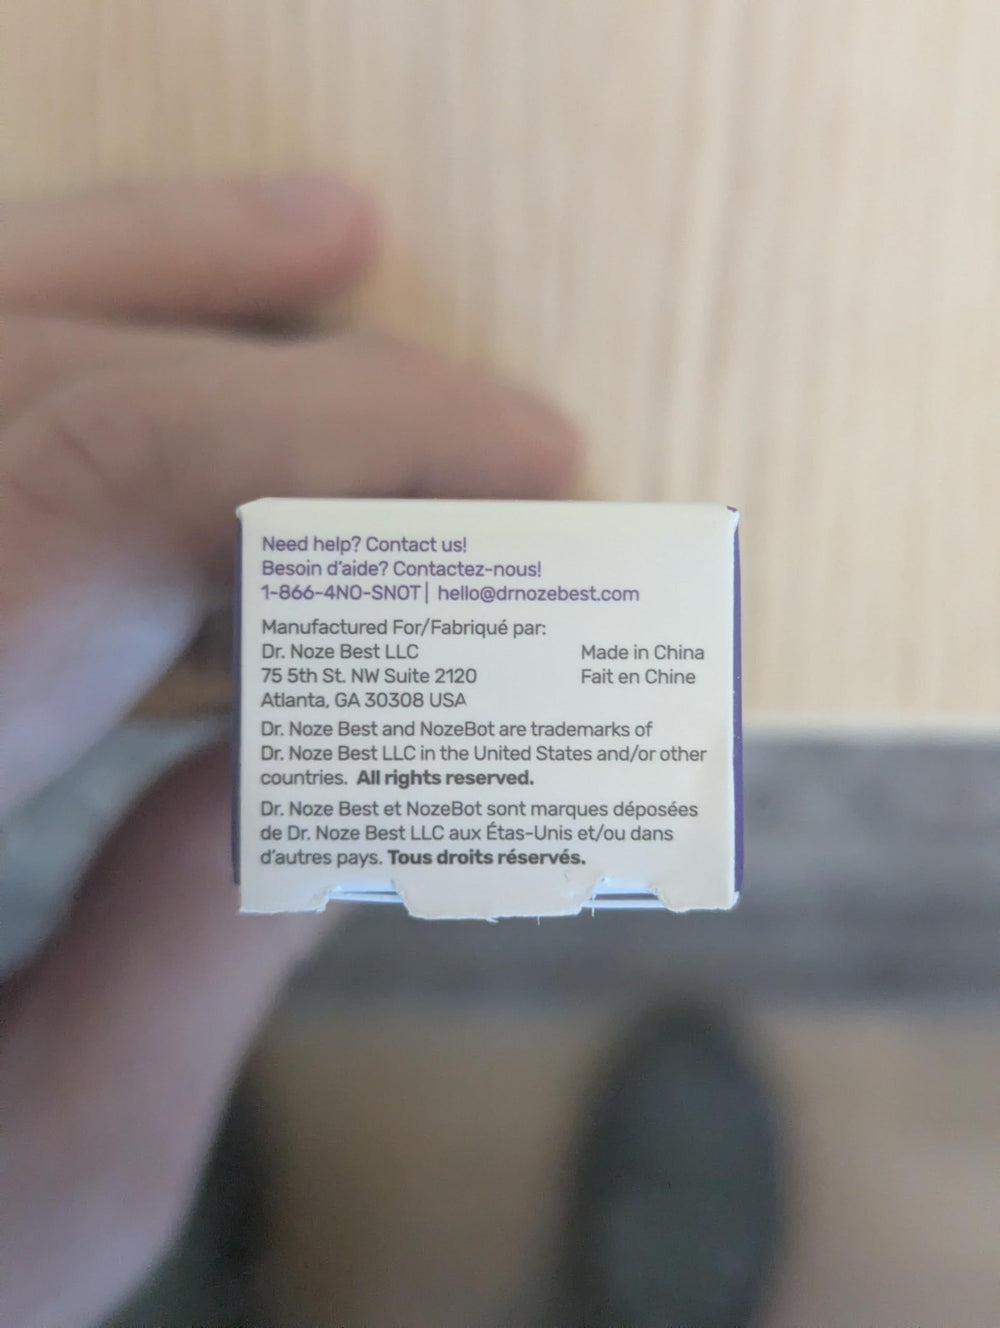 Need help? Contact us!
Besoin d'aide? Contactez-nous!
1-866-4NO-SNOT | hello@drnozebest.com
Manufactured For/Fabriqué par:
Dr. Noze Best LLC
75 5th St. NW Suite 2120
Atlanta, GA 30308 USA
Made in China
Fait en Chine
Dr. Noze Best and NozeBot are trademarks of
Dr. Noze Best LLC in the United States and/or other
countries. All rights reserved.
Dr. Noze Best et NozeBot sont marques déposées
de Dr. Noze Best LLC aux Étas-Unis et/ou dans
d'autres pays. Tous droits réservés.